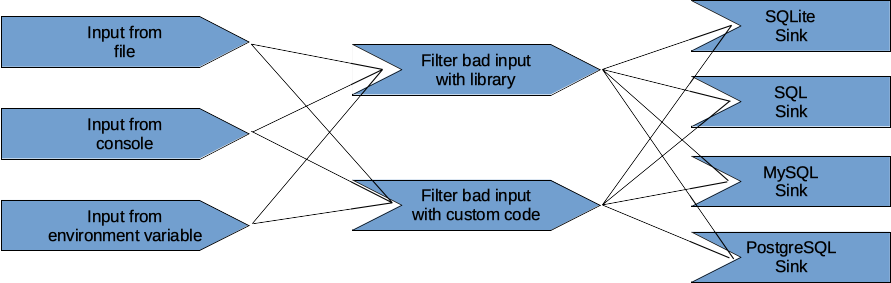 Input from
file
Input from
console
Input from
environment variable
Filter bad input
with library
Filter bad input
with custom code
SQLite
Sink
SQL
Sink
MySQL
Sink
PostgreSQL
Sink